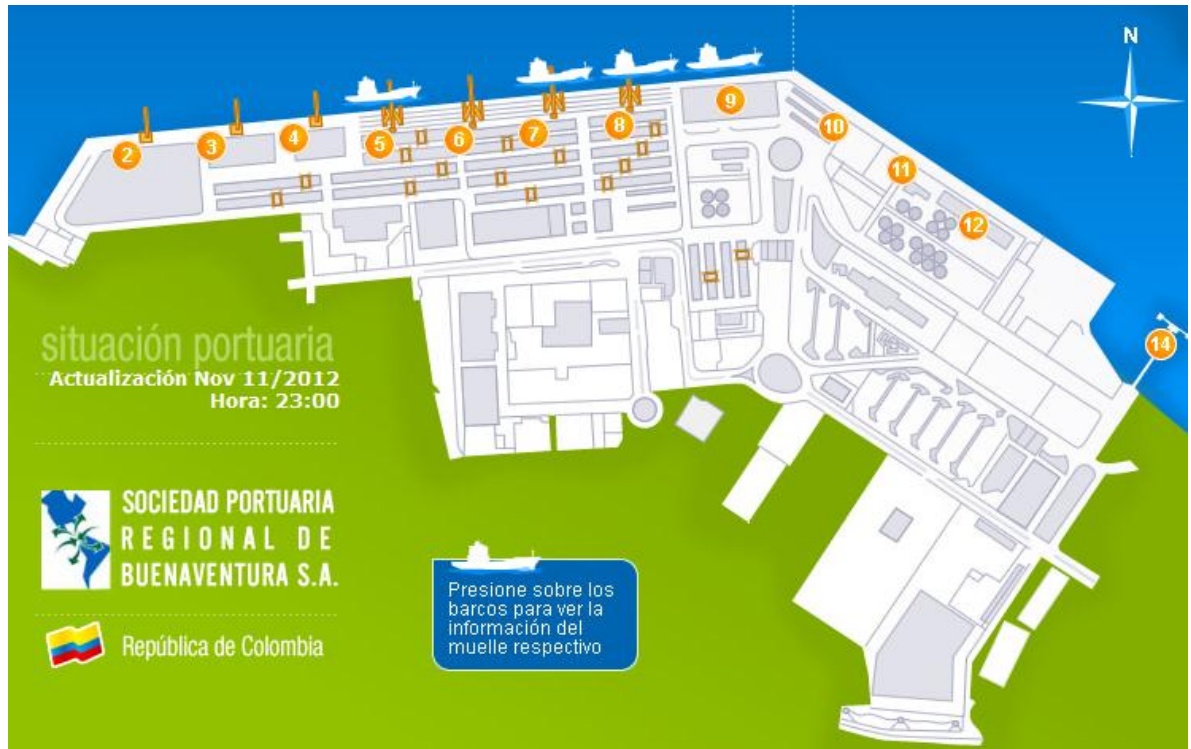 N
2
3
4
5
6
7
8
9
10
11
12
14
situación portuaria
Actualización Nov 11/2012
Hora: 23:00
SOCIEDAD PORTUARIA
REGIONAL DE
BUENAVENTURA S.A.
República de Colombia
Presione sobre los
barcos para ver la
información del
muelle respectivo